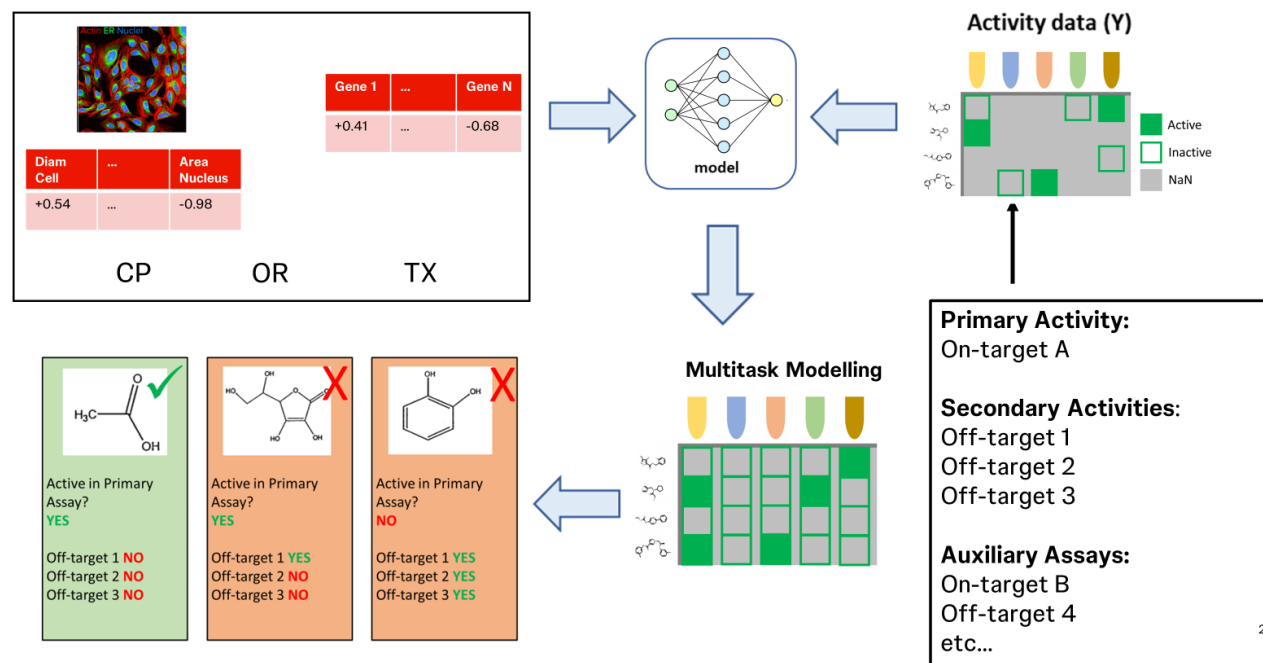 Actin ER Nuclei
Gene 1 ... Gene N
+0.41 ... -0.68
Diam Cell ... Area Nucleus
+0.54 ... -0.98
CP OR TX
model
Activity data (Y)
Active
Inactive
NaN
Primary Activity:
On-target A
Secondary Activities:
Off-target 1
Off-target 2
Off-target 3
Auxiliary Assays:
On-target B
Off-target 4
etc...
2
Multitask Modelling
O
H₃C
OH
Active in Primary
Assay?
YES
Off-target 1 NO
Off-target 2 NO
Off-target 3 NO
OH
HO
O
O
HO
OH
X
Active in Primary
Assay?
YES
Off-target 1 YES
Off-target 2 NO
Off-target 3 NO
OH
OH
X
Active in Primary
Assay?
NO
Off-target 1 YES
Off-target 2 YES
Off-target 3 YES